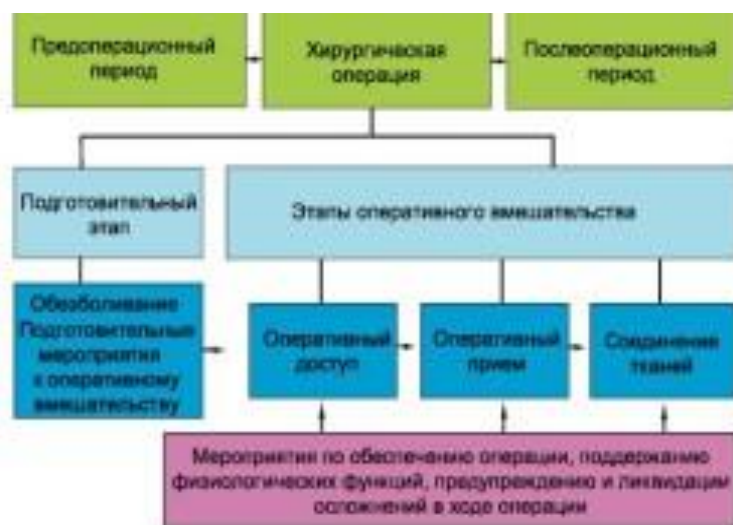 Предоперационный
период
Хирургическая
операция
Послеоперационный
период
Подготовительный
этап
Этапы оперативного вмешательства
Обезболивание
Подготовительные
мероприятия
к оперативному
вмешательству
Оперативный
доступ
Оперативный
прием
Соединение
тканей
Мероприятия по обеспечению операции, поддержанию
физиологических функций, предупреждению и ликвидации
осложнений в ходе операции